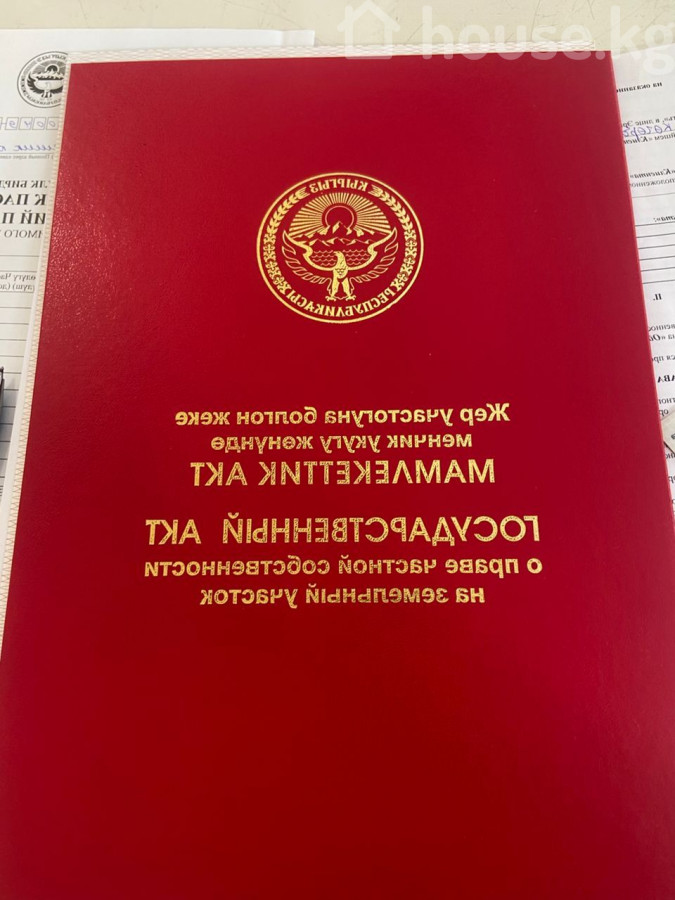 house.kg
КЫРГЫЗ
РЕСПУБЛИКАСЫ
Жер участогуна болгон жеке
менчик укугу жөнүндө
МАМЛЕКЕТТИК АКТ
ГОСУДАРСТВЕННЫЙ АКТ
о праве частной собственности
на земельный участок